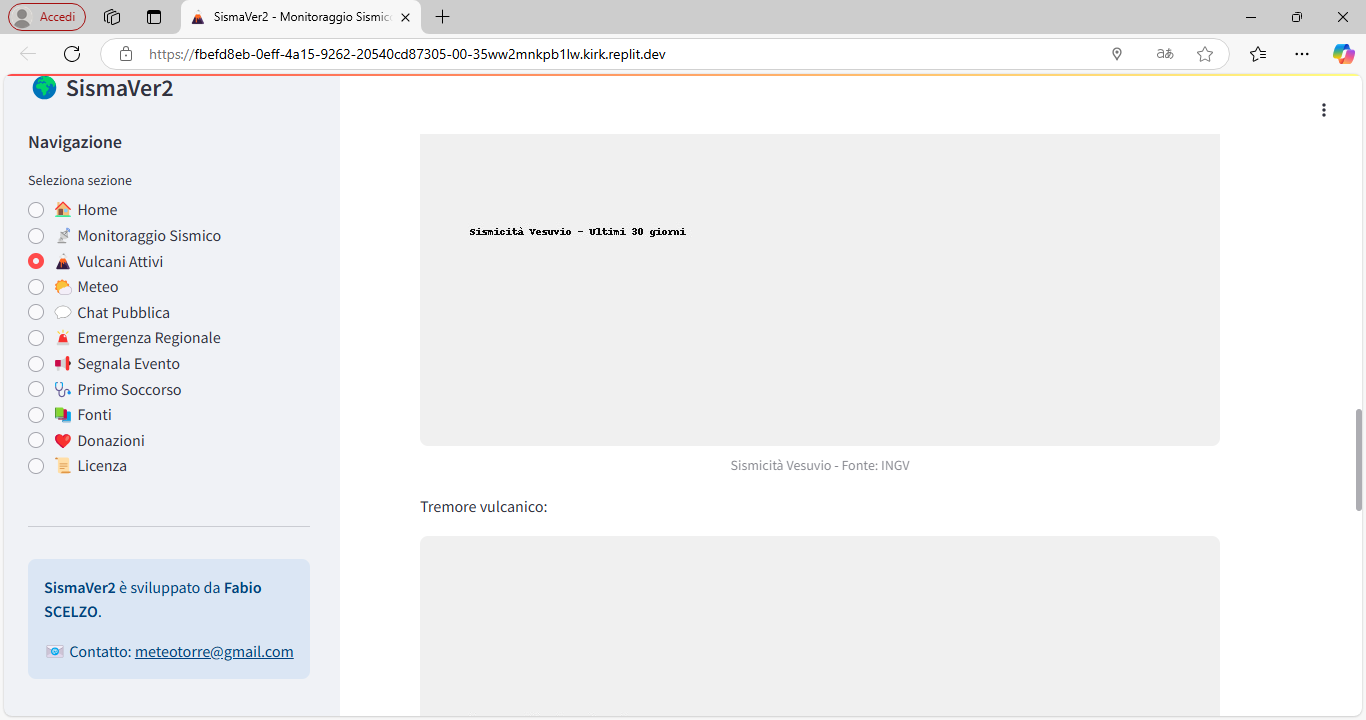 Accedi
SismaVer2 - Monitoraggio Sismic
https://fbefd8eb-0eff-4a15-9262-20540cd87305-00-35ww2mnkpb1lw.kirk.replit.dev
aあ
SismaVer2
Navigazione
Seleziona sezione
Home
Monitoraggio Sismico
Vulcani Attivi
Meteo
Chat Pubblica
Emergenza Regionale
Segnala Evento
Primo Soccorso
Fonti
Donazioni
Licenza
SismaVer2 è sviluppato da Fabio
SCELZO.
Contatto: meteotorre@gmail.com
Sismicità Vesuvio - Ultimi 30 giorni
Sismicità Vesuvio - Fonte: INGV
Tremore vulcanico: